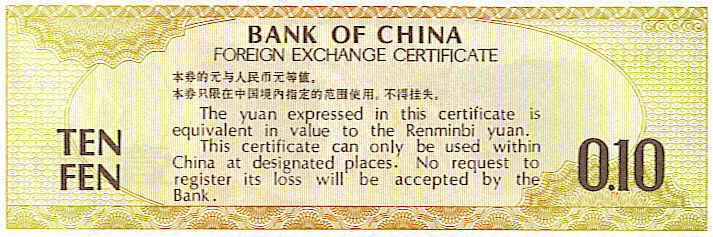 BANK OF CHINA
FOREIGN EXCHANGE CERTIFICATE
本券的元与人民币元等值。
本券只限在中国境内指定的范围使用，不得挂失。
The yuan expressed in this certificate is
equivalent in value to the Renminbi yuan.
This certificate can only be used within
China at designated places. No request to
register its loss will be accepted by the
Bank.
TEN
FEN
0.10